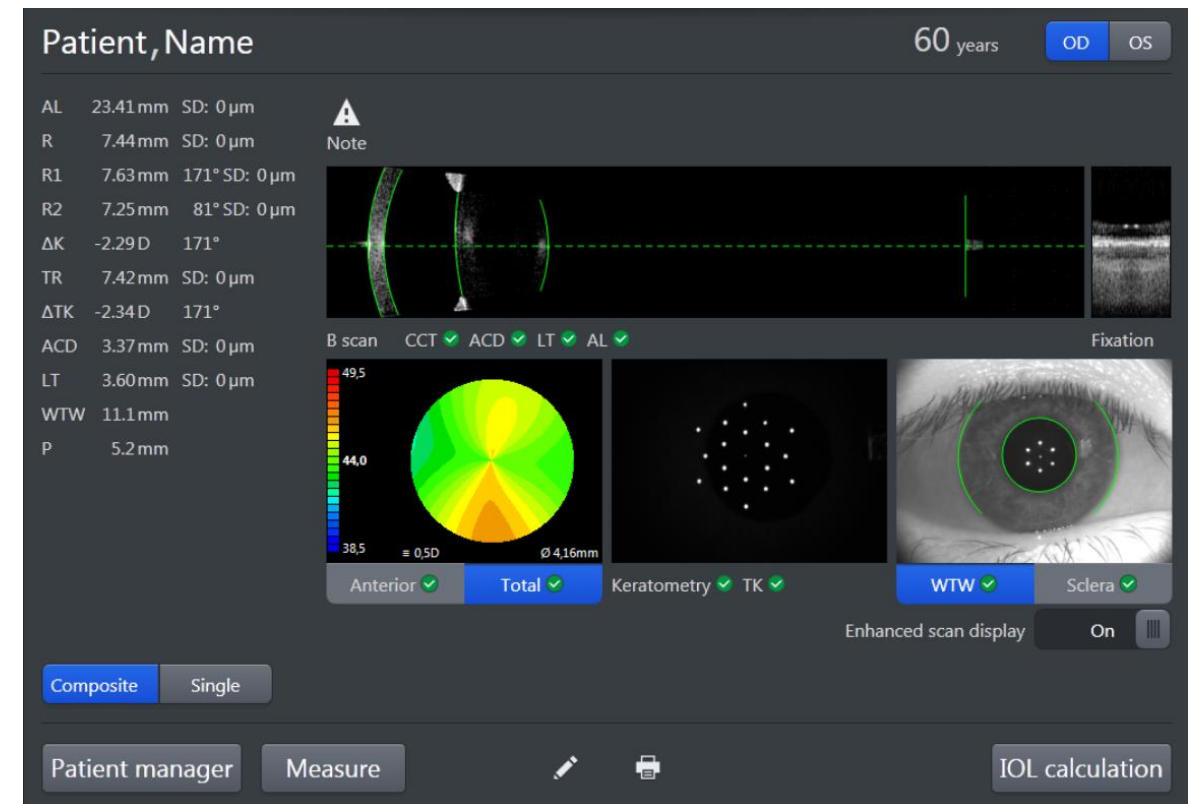 Patient, Name 60 years OD OS
AL 23.41 mm SD: 0 µm
R 7.44 mm SD: 0 µm
R1 7.63 mm 171° SD: 0 µm
R2 7.25 mm 81° SD: 0 µm
ΔK -2.29 D 171°
TR 7.42 mm SD: 0 µm
ΔTK -2.34 D 171°
ACD 3.37 mm SD: 0 µm
LT 3.60 mm SD: 0 µm
WTW 11.1 mm
P 5.2 mm
Note
B scan CCT ACD LT AL Fixation
49,5
44,0
38,5 ≡ 0,5D Ø 4,16mm
Anterior Total Keratometry TK WTW Sclera
Enhanced scan display On
Composite Single
Patient manager Measure IOL calculation